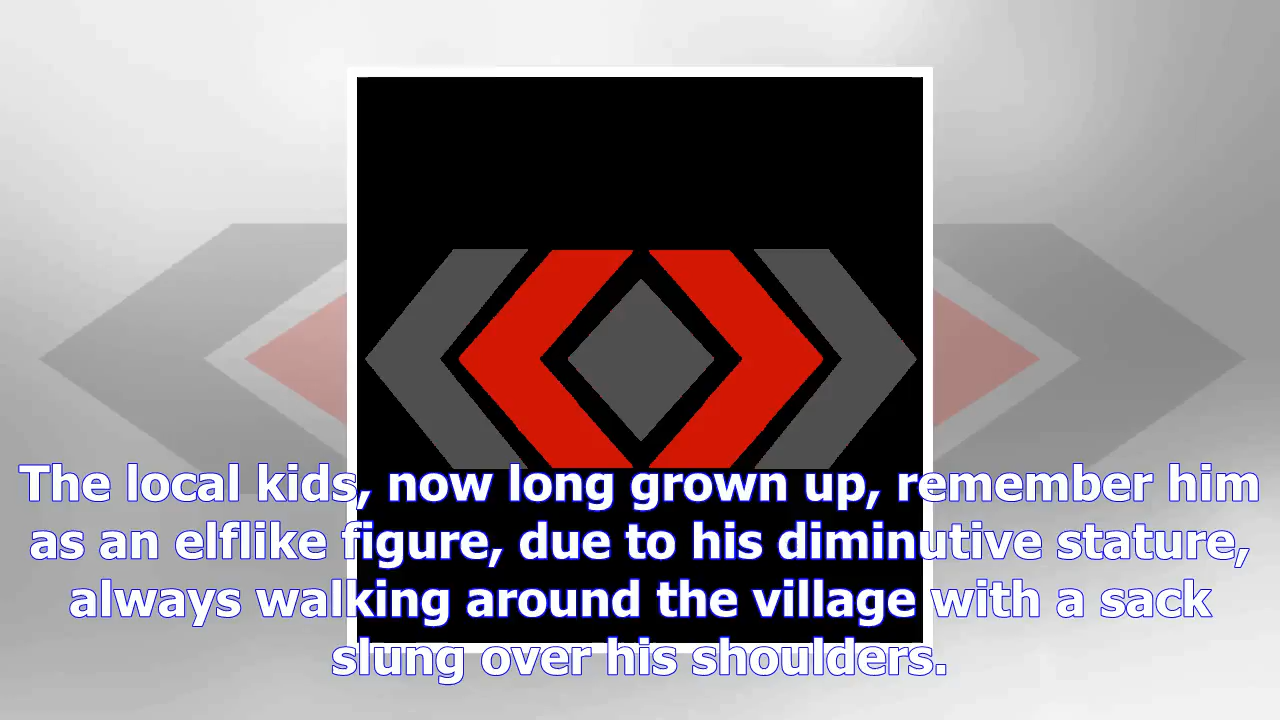 The local kids, now long grown up, remember him
as an elflike figure, due to his diminutive stature,
always walking around the village with a sack
slung over his shoulders.